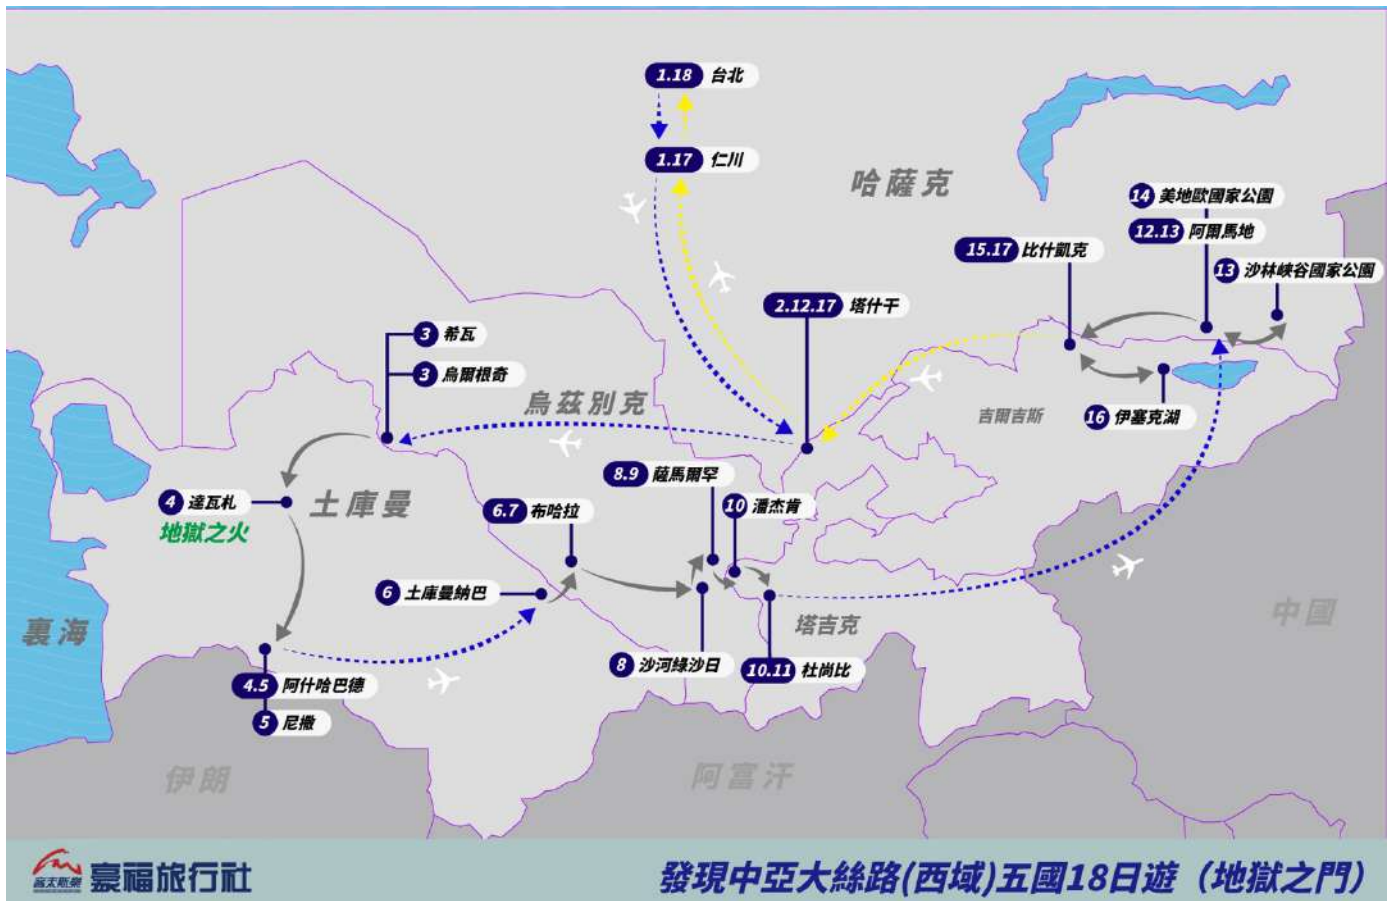 1.18 台北
1.17 仁川
哈薩克
14 美地歐國家公園
12.13 阿爾馬地
15.17 比什凱克
13 沙林峽谷國家公園
2.12.17 塔什干
3 希瓦
3 烏爾根奇
烏茲別克
吉爾吉斯
16 伊塞克湖
8.9 薩馬爾罕
4 達瓦札
地獄之火
土庫曼
6.7 布哈拉
10 潘杰肯
6 土庫曼納巴
裏海
塔吉克
中國
8 沙河綠沙日
10.11 杜尚比
4.5 阿什哈巴德
5 尼撒
伊朗
阿富汗
豪福旅行社
發現中亞大絲路(西域)五國18日遊（地獄之門）